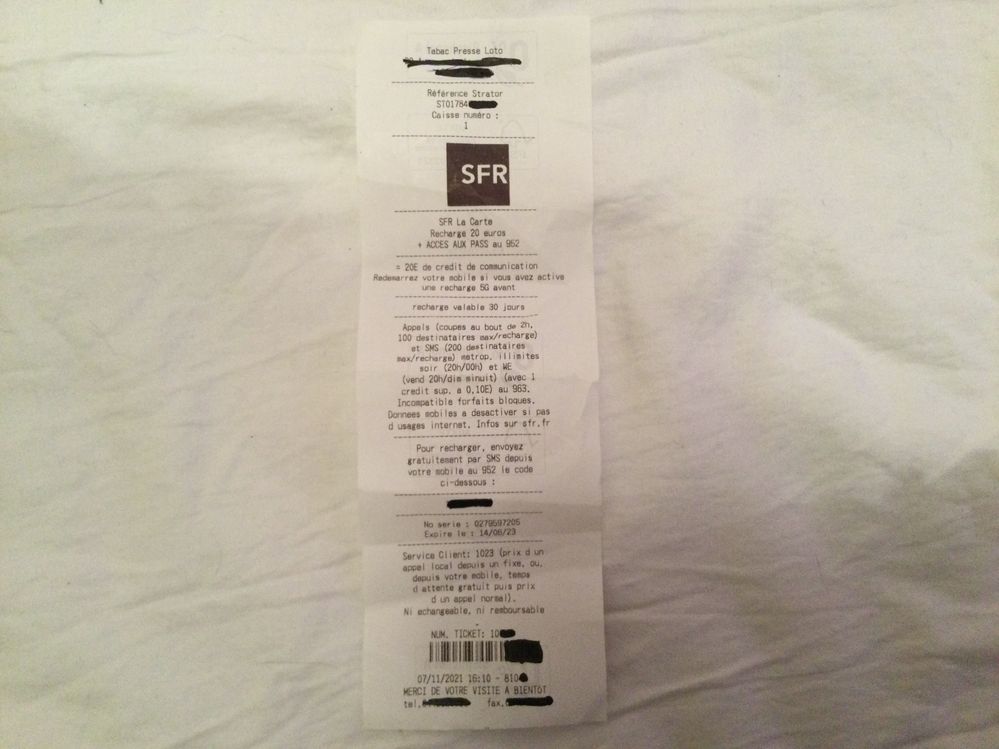 Tabac Presse Loto
Référence Strator
ST01784
Caisse numéro :
1
SFR
SFR La Carte
Recharge 20 euros
+ ACCES AUX PASS au 952
= 20E de credit de communication
Redemarrez votre mobile si vous avez active
une recharge 5G avant
recharge valable 30 jours
Appels (coupes au bout de 2h,
100 destinataires max/recharge)
et SMS (200 destinataires
max/recharge) metrop. illimites
soir (20h/00h) et WE
(vend 20h/dim minuit) (avec 1
credit sup. a 0,10E) au 963.
Incompatible forfaits bloques.
Donnees mobiles a desactiver si pas
d usages internet. Infos sur sfr.fr
Pour recharger, envoyez
gratuitement par SMS depuis
votre mobile au 952 le code
ci-dessous :
No serie : 0279597205
Expire le : 14/06/23
Service Client: 1023 (prix d un
appel local depuis un fixe, ou,
depuis votre mobile, temps
d attente gratuit puis prix
d un appel normal).
Ni echangeable, ni remboursable
NUM. TICKET: 10
07/11/2021 16:10 - 810
MERCI DE VOTRE VISITE A BIENTOT
tel. fax.